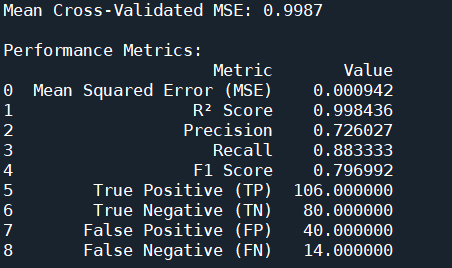 Mean Cross-Validated MSE: 0.9987
Performance Metrics:
Metric Value
0 Mean Squared Error (MSE) 0.000942
1 R² Score 0.998436
2 Precision 0.726027
3 Recall 0.883333
4 F1 Score 0.796992
5 True Positive (TP) 106.000000
6 True Negative (TN) 80.000000
7 False Positive (FP) 40.000000
8 False Negative (FN) 14.000000